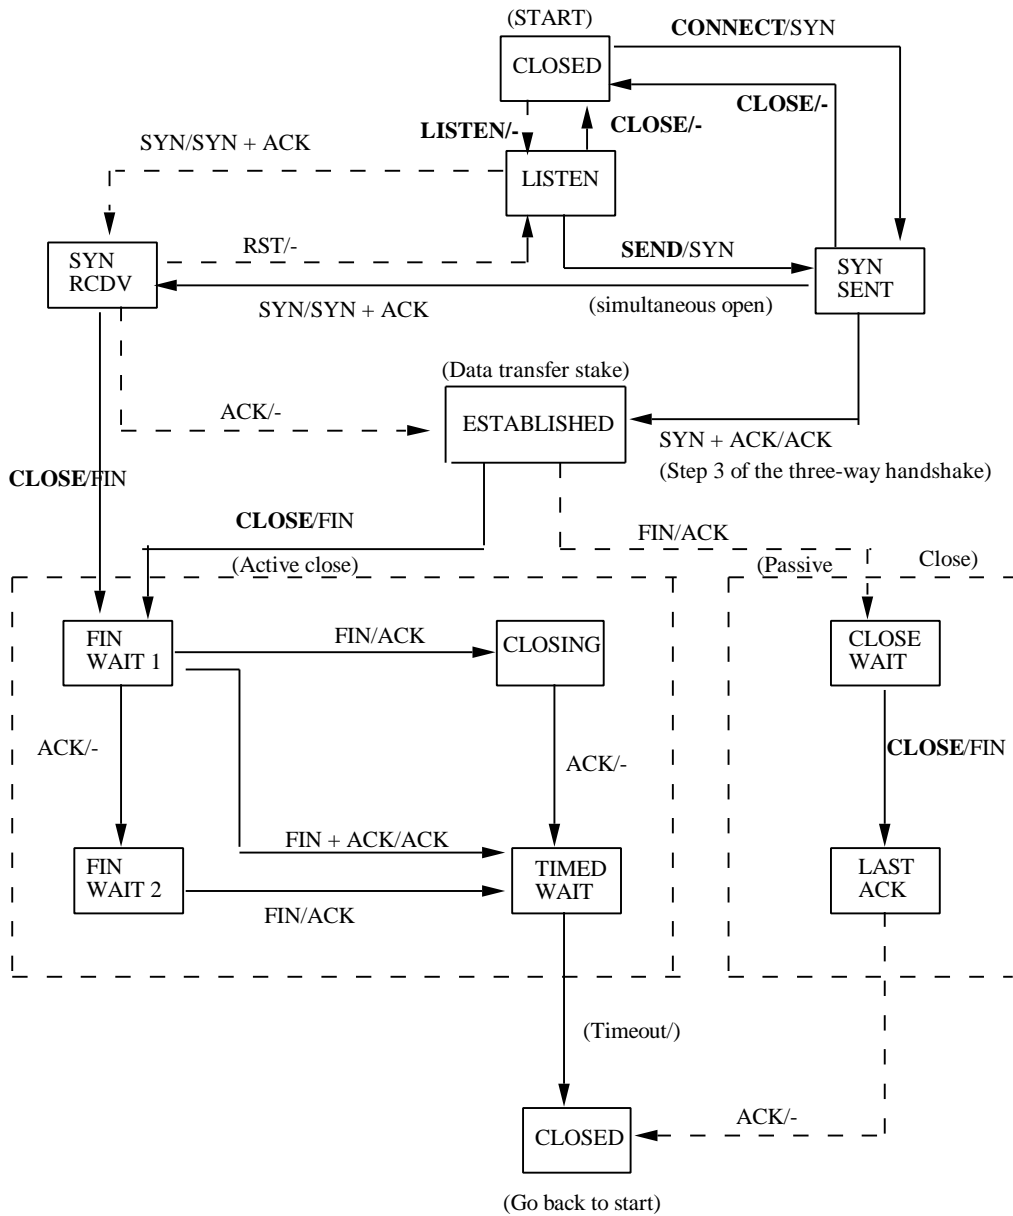 (START)
CONNECT/SYN
CLOSED
CLOSE/-
LISTEN/-
CLOSE/-
SYN/SYN + ACK
LISTEN
RST/-
SEND/SYN
SYN
RCDV
SYN
SENT
SYN/SYN + ACK
(simultaneous open)
(Data transfer stake)
ACK/-
ESTABLISHED
SYN + ACK/ACK
(Step 3 of the three-way handshake)
CLOSE/FIN
CLOSE/FIN
FIN/ACK
(Active close)
(Passive
Close)
FIN
WAIT 1
FIN/ACK
CLOSING
CLOSE
WAIT
ACK/-
ACK/-
CLOSE/FIN
FIN + ACK/ACK
FIN
WAIT 2
TIMED
WAIT
LAST
ACK
FIN/ACK
(Timeout/)
CLOSED
ACK/-
(Go back to start)